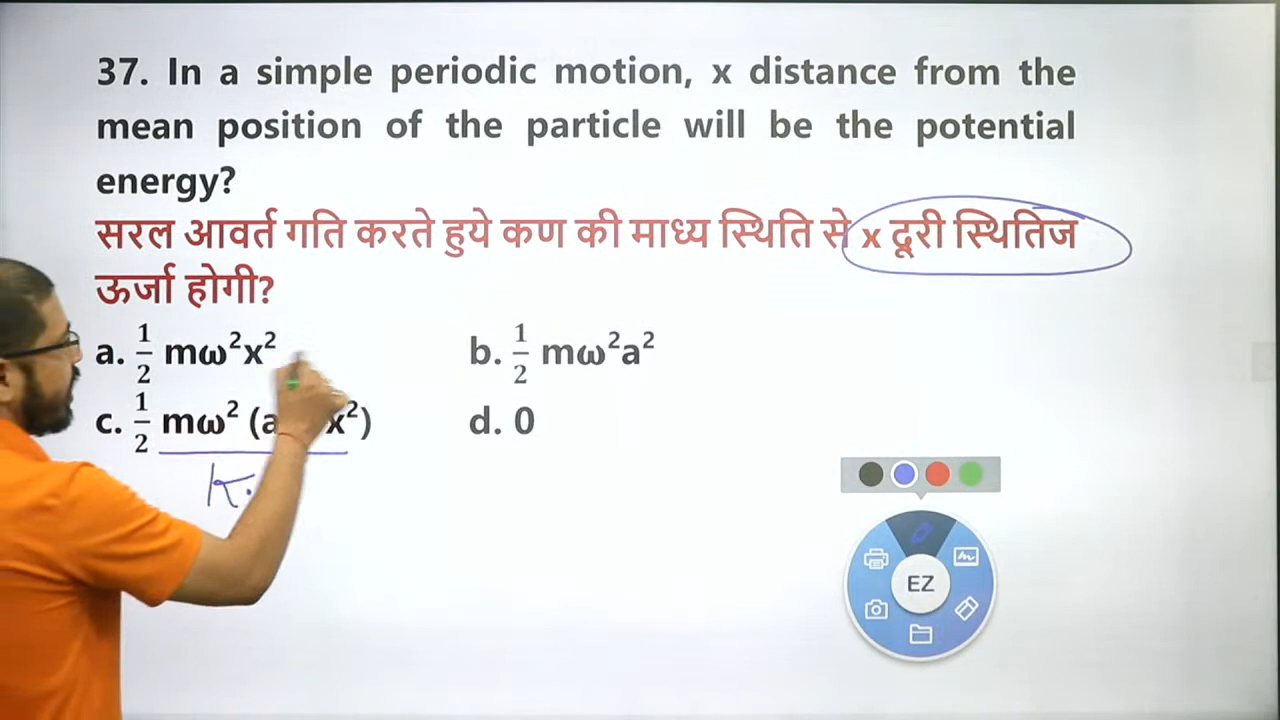 37. In a simple periodic motion, x distance from the
mean position of the particle will be the potential
energy?
सरल आवर्त गति करते हुये कण की माध्य स्थिति से x दूरी स्थितिज
ऊर्जा होगी?
a. 1/2 mω²x² b. 1/2 mω²a²
c. 1/2 mω² (a x²) d. 0
K.
EZ